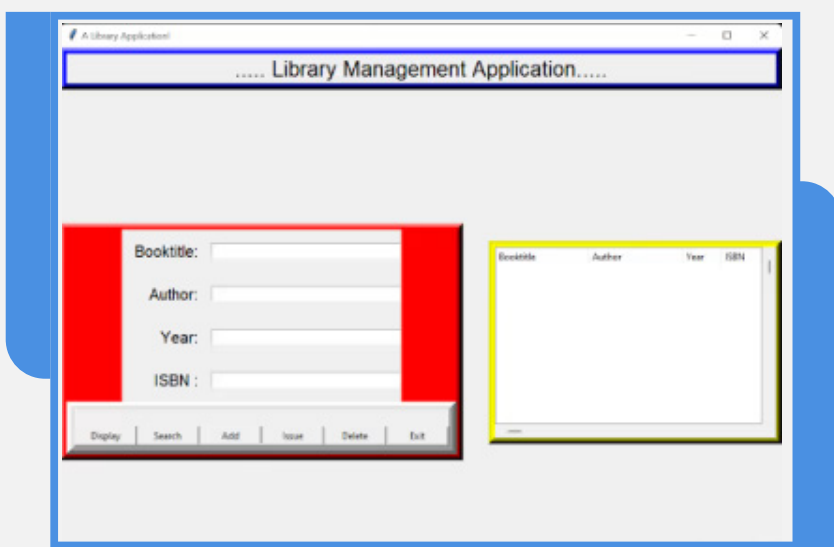 A Library Application!
..... Library Management Application.....
Booktitle:
Author:
Year:
ISBN :
Display Search Add Issue Delete Exit
Booktitle Author Year ISBN